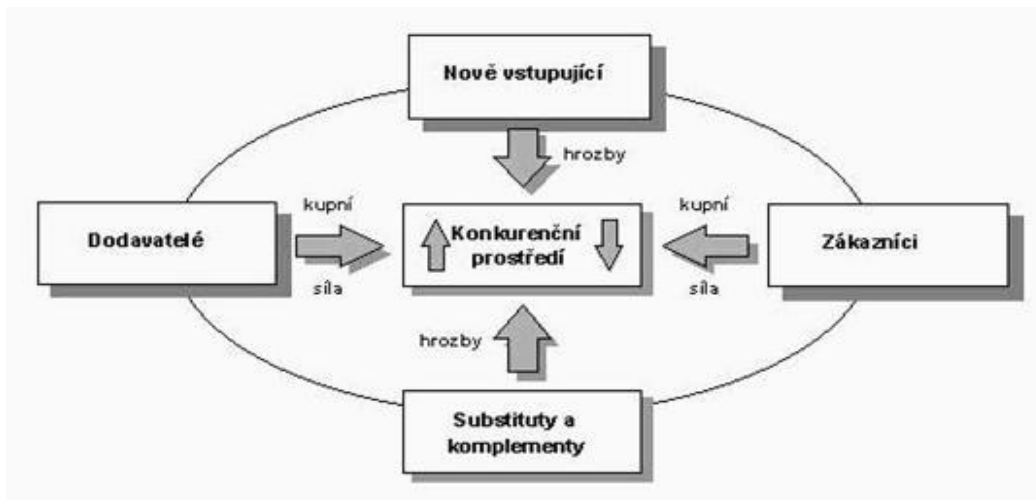 Nově vstupující
hrozby
kupní
Dodavatelé
síla
Konkurenční
prostředí
kupní
Zákazníci
síla
hrozby
Substituty a
komplementy